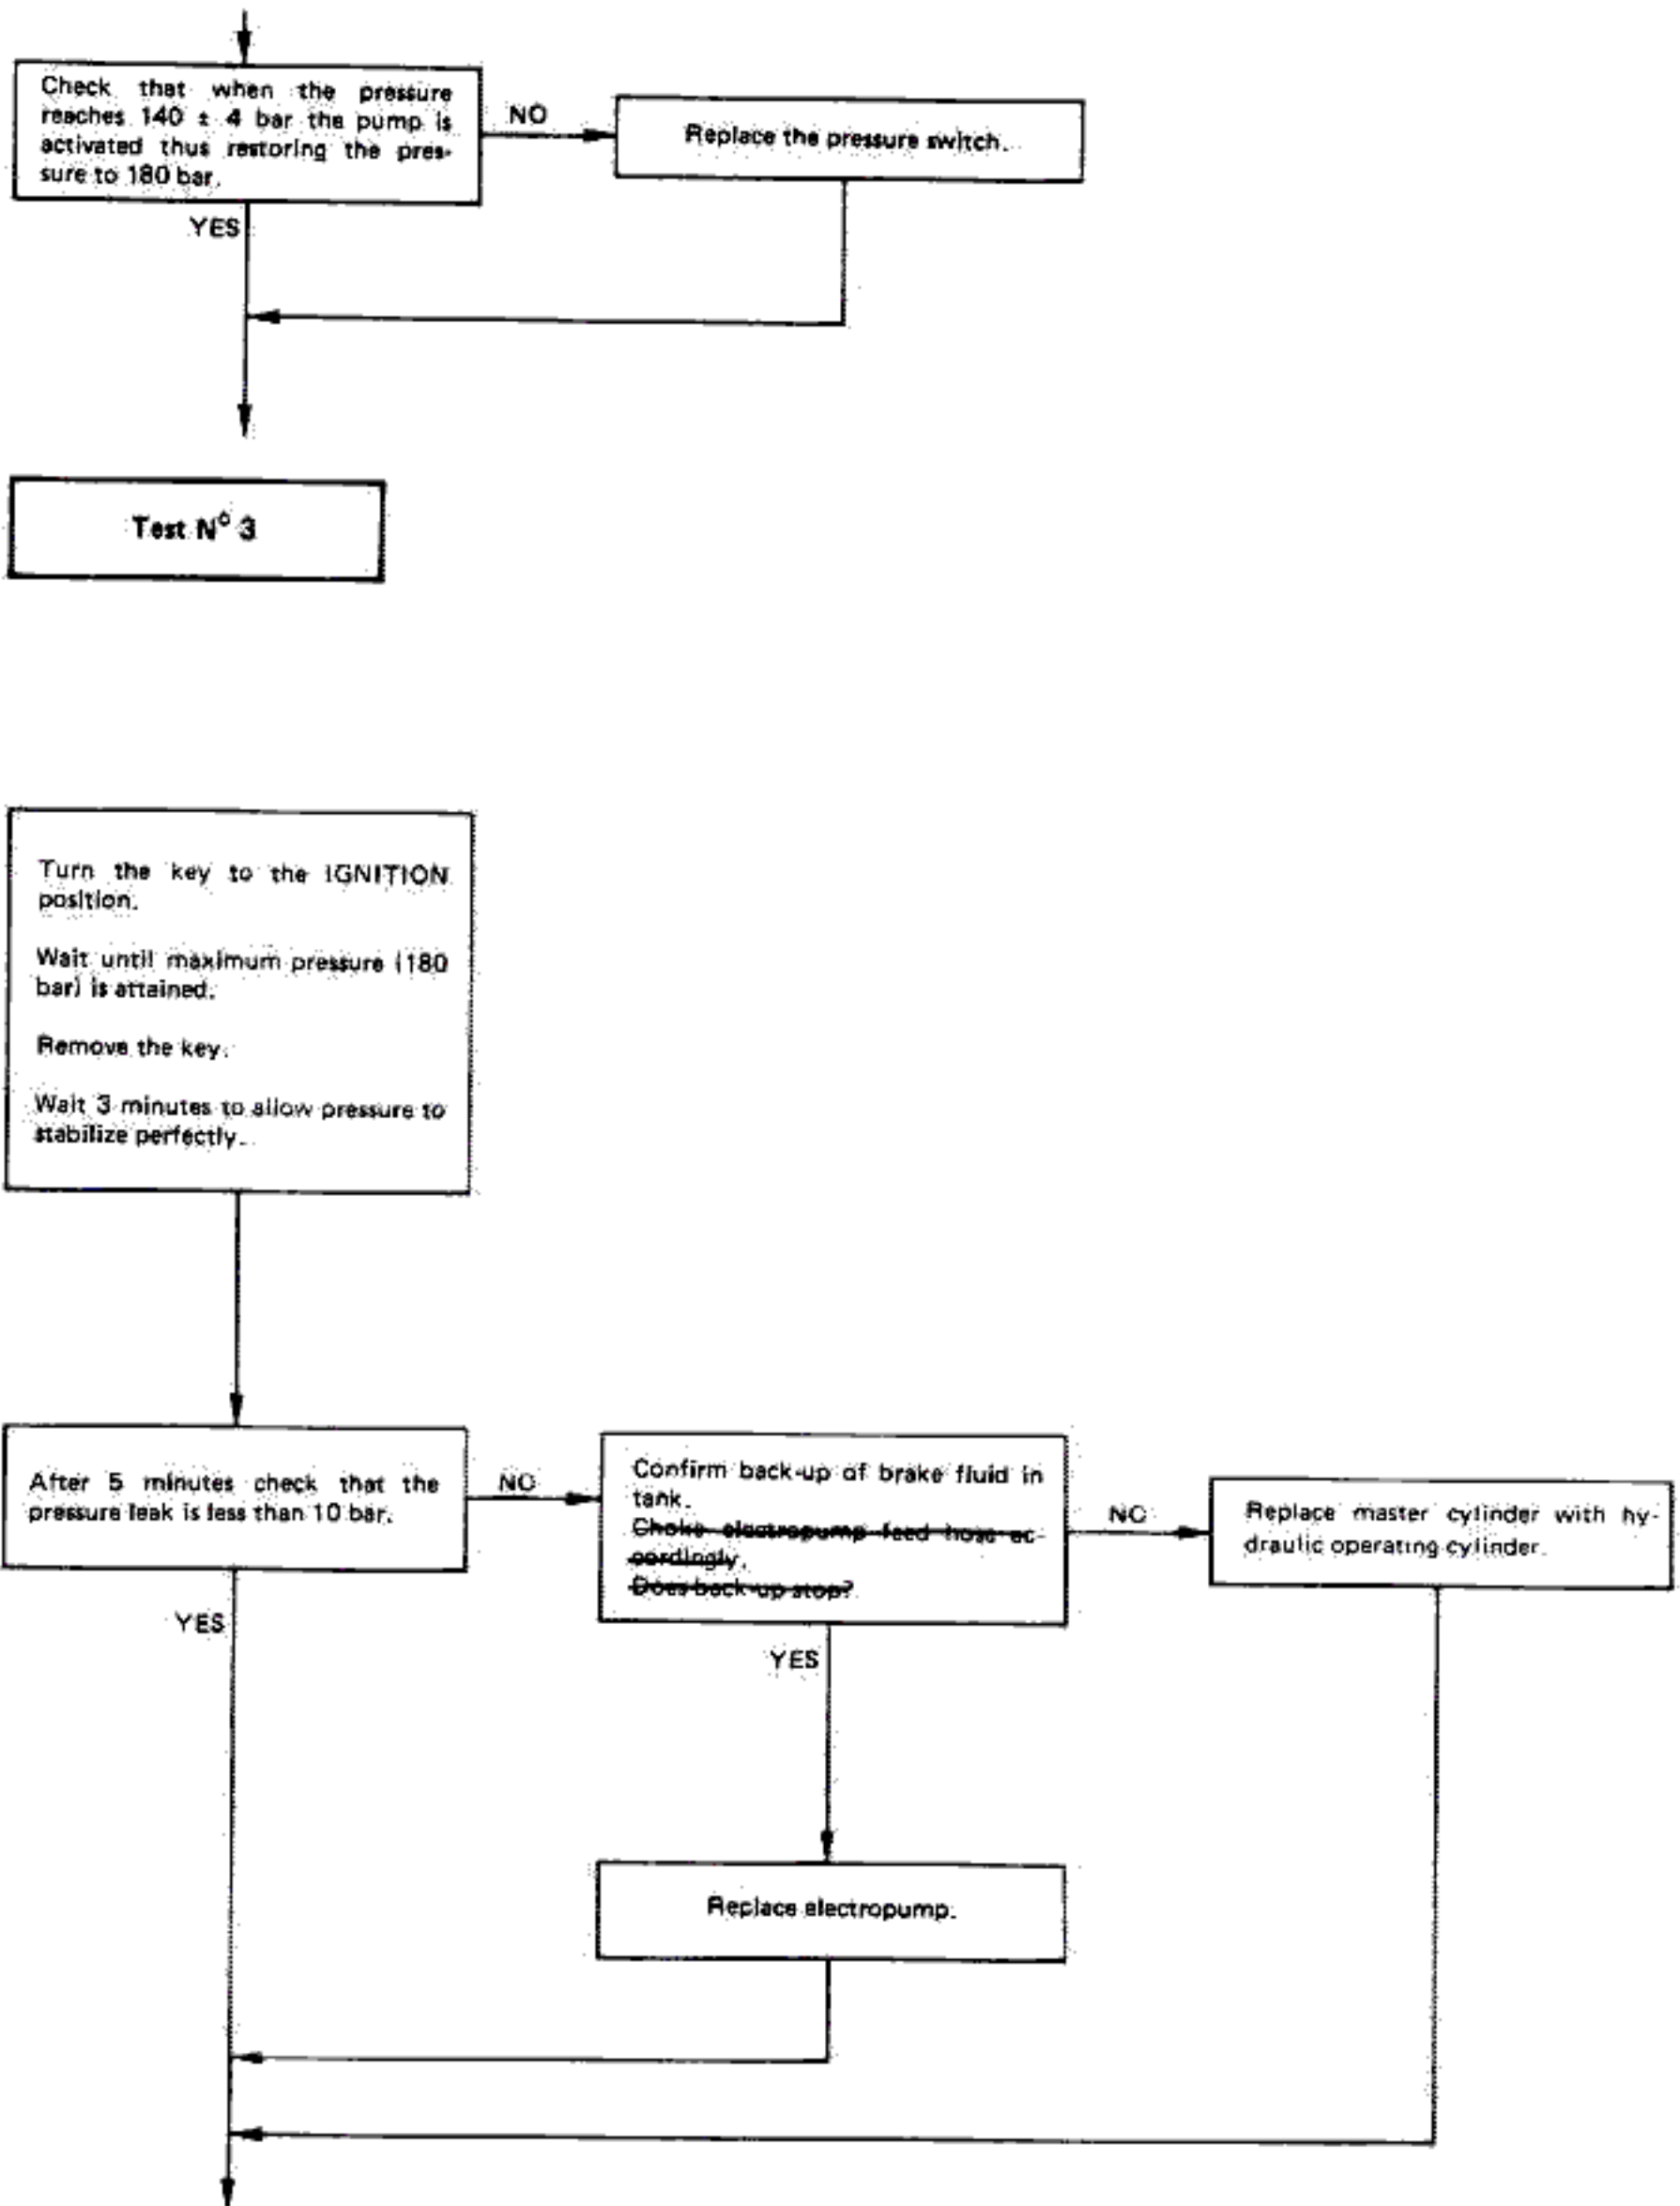 Check that when the pressure
reaches 140 ± 4 bar the pump is
activated thus restoring the pres-
sure to 180 bar.
NO
Replace the pressure switch.
YES
Test Nº 3
Turn the key to the IGNITION
position.
Wait until maximum pressure (180
bar) is attained.
Remove the key.
Wait 3 minutes to allow pressure to
stabilize perfectly.
After 5 minutes check that the
pressure leak is less than 10 bar.
NO
Confirm back-up of brake fluid in
tank.
Choke electropump feed hose ac-
cordingly.
Does back-up stop?
NO
Replace master cylinder with hy-
draulic operating cylinder.
YES
YES
Replace electropump.